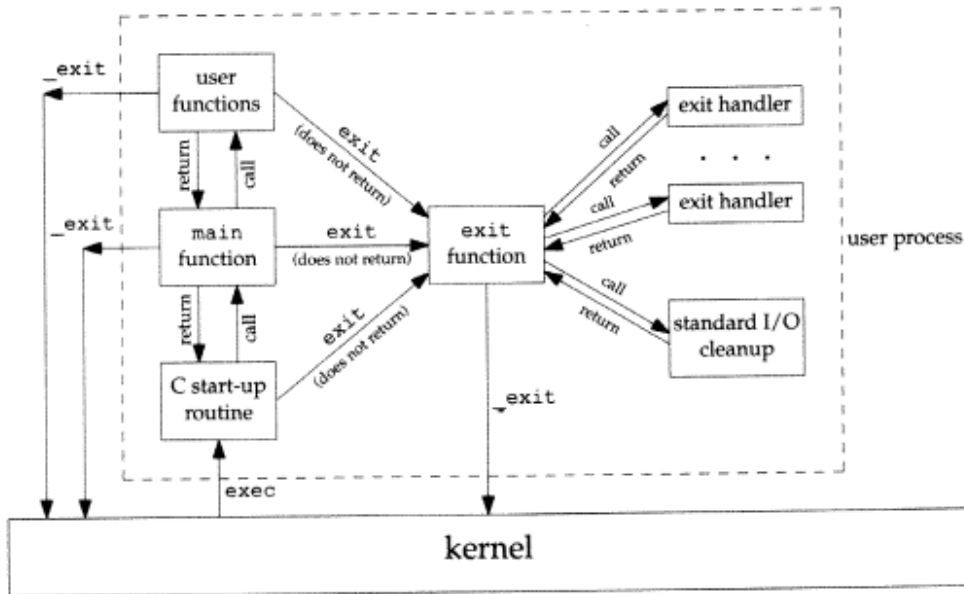 _exit
user
functions
exit
(does not return)
return
call
_exit
main
function
exit
(does not return)
exit
function
return
call
exit
(does not return)
C start-up
routine
exec
_exit
call
return
exit handler
. . .
call
return
exit handler
call
return
standard I/O
cleanup
user process
kernel